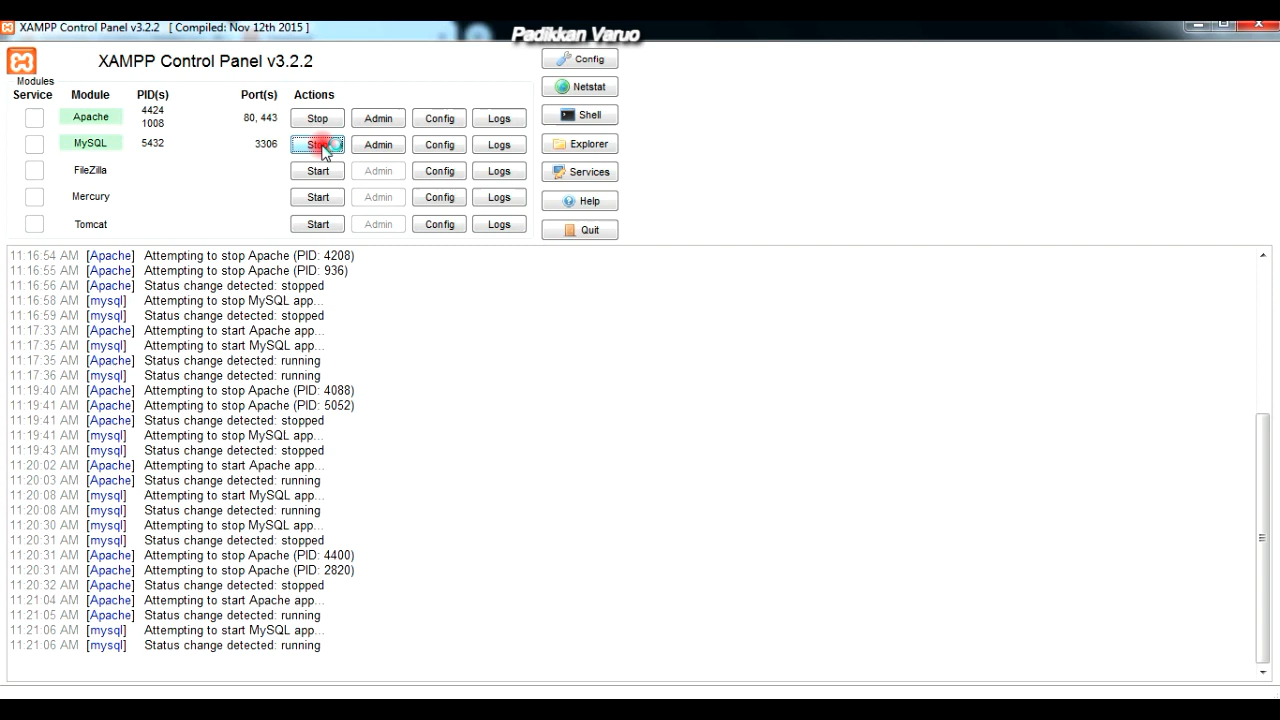 XAMPP Control Panel v3.2.2 [ Compiled: Nov 12th 2015 ]
Padikkan Varuo
XAMPP Control Panel v3.2.2
Modules
Service Module PID(s) Port(s) Actions
Apache 4424 1008 80, 443 Stop Admin Config Logs
MySQL 5432 3306 Admin Config Logs
FileZilla Start Admin Config Logs
Mercury Start Admin Config Logs
Tomcat Start Admin Config Logs
Config
Netstat
Shell
Explorer
Services
Help
Quit
11:16:54 AM [Apache] Attempting to stop Apache (PID: 4208)
11:16:55 AM [Apache] Attempting to stop Apache (PID: 936)
11:16:56 AM [Apache] Status change detected: stopped
11:16:58 AM [mysql] Attempting to stop MySQL app...
11:16:59 AM [mysql] Status change detected: stopped
11:17:33 AM [Apache] Attempting to start Apache app...
11:17:35 AM [mysql] Attempting to start MySQL app...
11:17:35 AM [Apache] Status change detected: running
11:17:36 AM [mysql] Status change detected: running
11:19:40 AM [Apache] Attempting to stop Apache (PID: 4088)
11:19:41 AM [Apache] Attempting to stop Apache (PID: 5052)
11:19:41 AM [Apache] Status change detected: stopped
11:19:41 AM [mysql] Attempting to stop MySQL app...
11:19:43 AM [mysql] Status change detected: stopped
11:20:02 AM [Apache] Attempting to start Apache app...
11:20:03 AM [Apache] Status change detected: running
11:20:08 AM [mysql] Attempting to start MySQL app...
11:20:08 AM [mysql] Status change detected: running
11:20:30 AM [mysql] Attempting to stop MySQL app...
11:20:31 AM [mysql] Status change detected: stopped
11:20:31 AM [Apache] Attempting to stop Apache (PID: 4400)
11:20:31 AM [Apache] Attempting to stop Apache (PID: 2820)
11:20:32 AM [Apache] Status change detected: stopped
11:21:04 AM [Apache] Attempting to start Apache app...
11:21:05 AM [Apache] Status change detected: running
11:21:06 AM [mysql] Attempting to start MySQL app...
11:21:06 AM [mysql] Status change detected: running